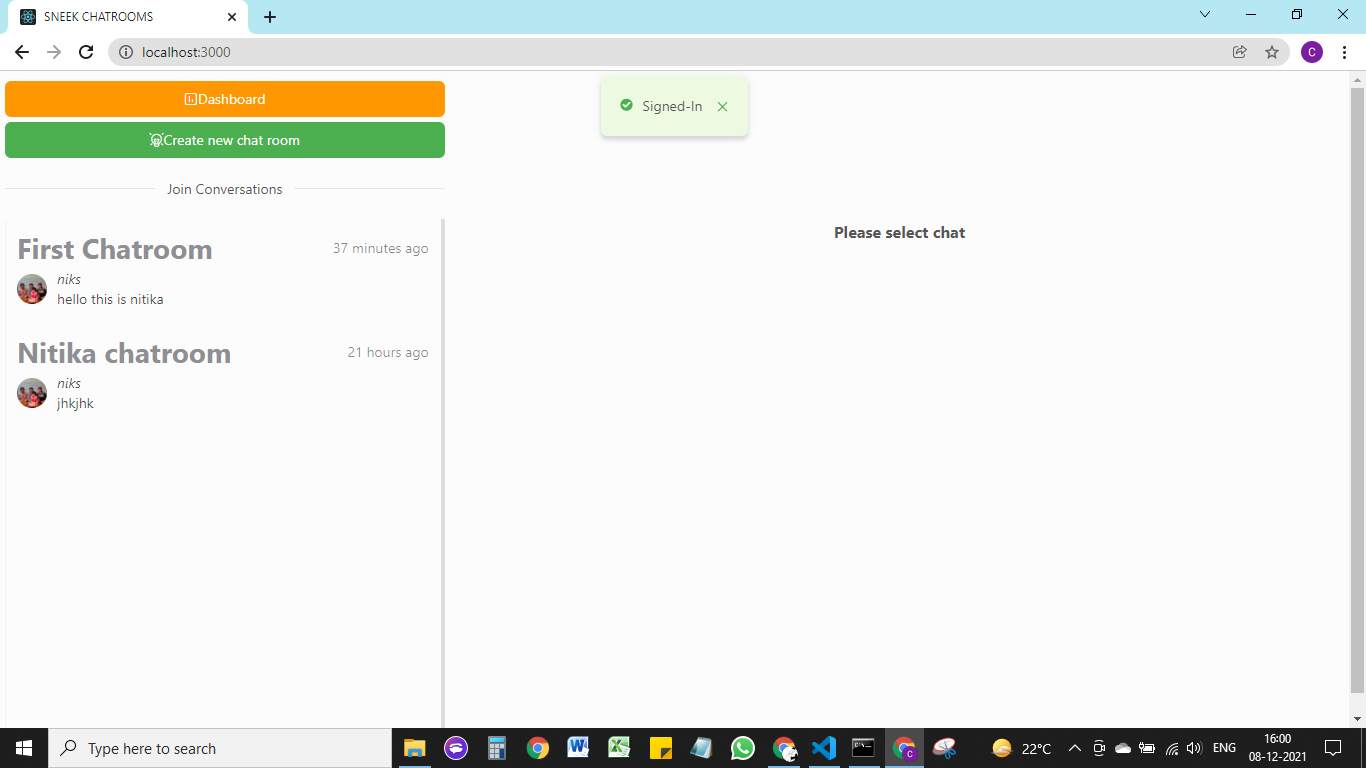 SNEEK CHATROOMS
localhost:3000
C
Dashboard
Signed-In
Create new chat room
Join Conversations
Please select chat
First Chatroom
37 minutes ago
niks
hello this is nitika
Nitika chatroom
21 hours ago
niks
jhkjhk
Type here to search
22°C
ENG
16:00
08-12-2021